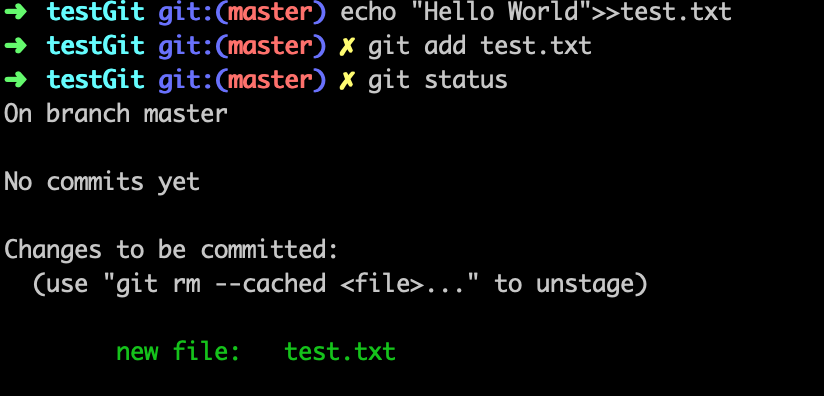 ➜ testGit git:(master) echo "Hello World">>test.txt
➜ testGit git:(master) ✗ git add test.txt
➜ testGit git:(master) ✗ git status
On branch master
No commits yet
Changes to be committed:
  (use "git rm --cached <file>..." to unstage)
        new file:   test.txt